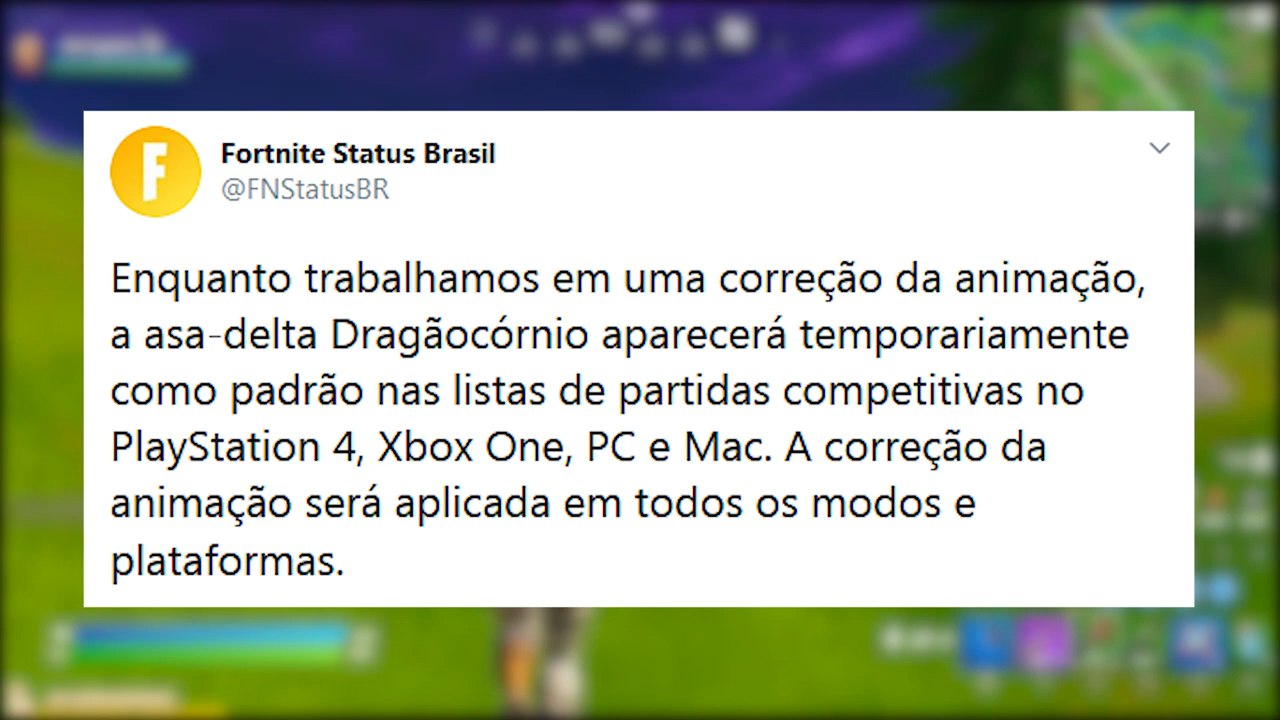 F
Fortnite Status Brasil
@FNStatusBR
Enquanto trabalhamos em uma correção da animação,
a asa-delta Dragãocórnio aparecerá temporariamente
como padrão nas listas de partidas competitivas no
PlayStation 4, Xbox One, PC e Mac. A correção da
animação será aplicada em todos os modos e
plataformas.